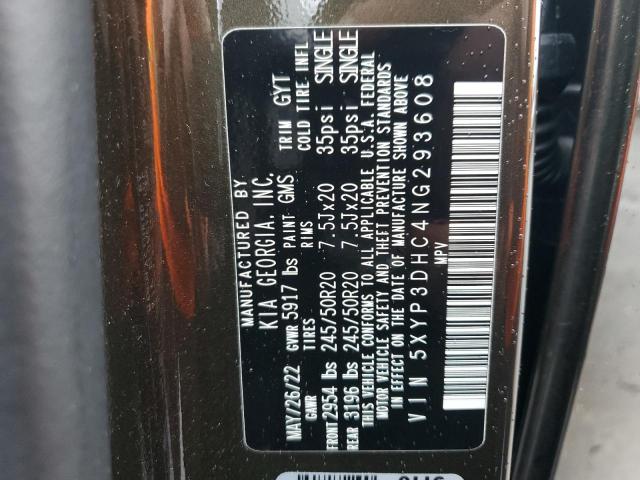 MANUFACTURED BY
KIA GEORGIA, INC.
MAY/26/22 GVWR 5917 lbs PAINT GMS TRIM GYT
GAWR TIRES RIMS COLD TIRE INFL
FRONT 2954 lbs 245/50R20 7.5Jx20 35psi SINGLE
REAR 3196 lbs 245/50R20 7.5Jx20 35psi SINGLE
THIS VEHICLE CONFORMS TO ALL APPLICABLE U.S.A. FEDERAL
MOTOR VEHICLE SAFETY AND THEFT PREVENTION STANDARDS
IN EFFECT ON THE DATE OF MANUFACTURE SHOWN ABOVE
VIN 5XYP3DHC4NG293608
MPV